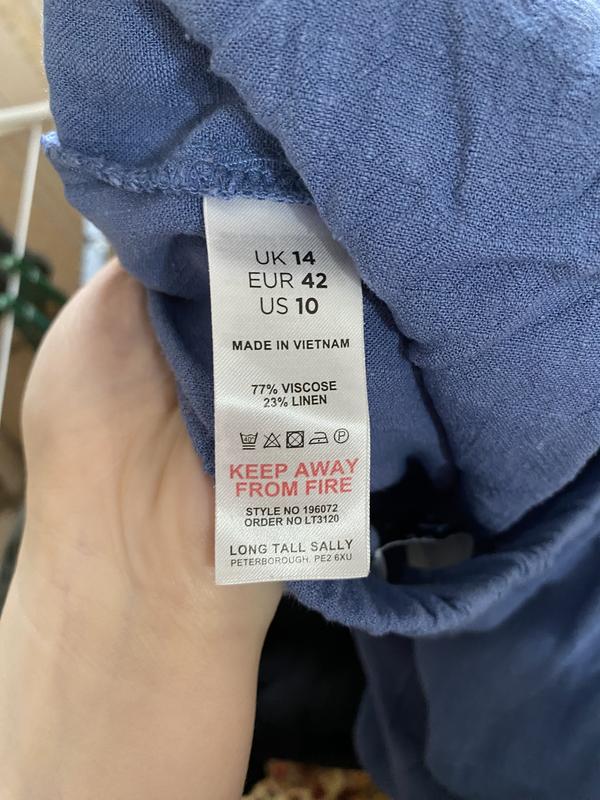 UK 14
EUR 42
US 10
MADE IN VIETNAM
77% VISCOSE
23% LINEN
40°
P
KEEP AWAY
FROM FIRE
STYLE NO 196072
ORDER NO LT3120
LONG TALL SALLY
PETERBOROUGH. PE2 6XU